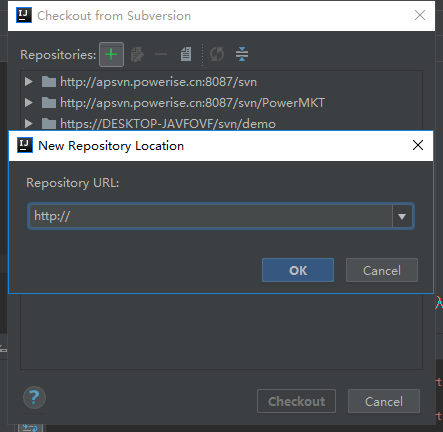 Checkout from Subversion
Repositories:
http://apsvn.powerise.cn:8087/svn
http://apsvn.powerise.cn:8087/svn/PowerMKT
https://DESKTOP-JAVFOVF/svn/demo
New Repository Location
Repository URL:
http://
OK Cancel
Checkout Cancel